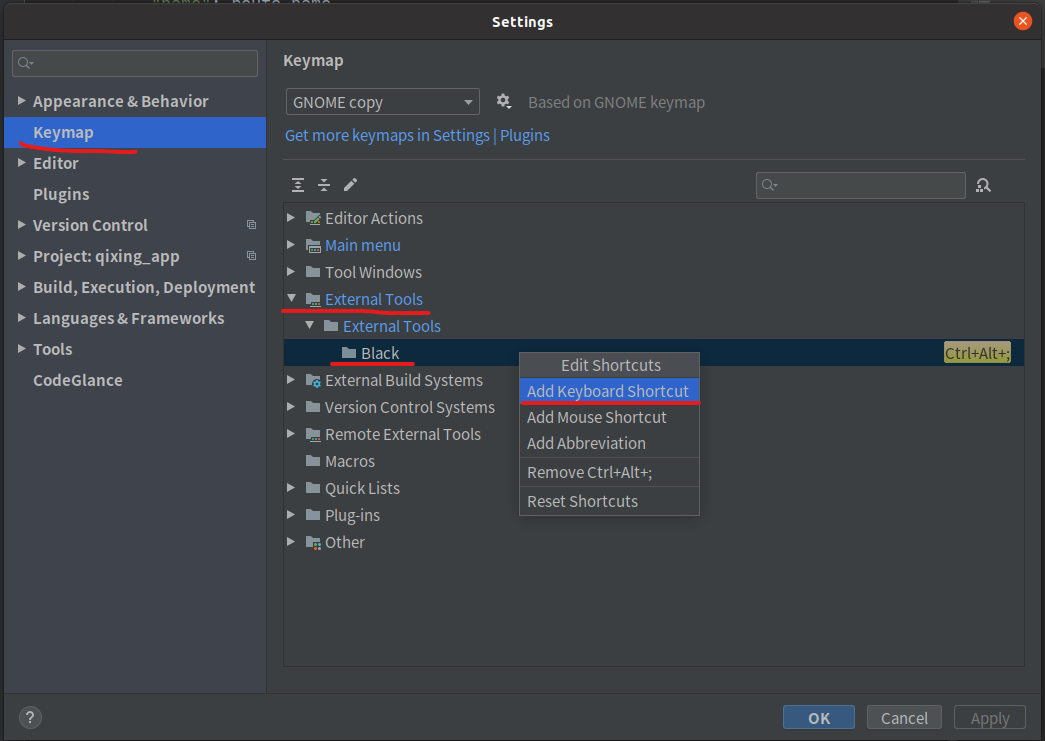 "name": route_name
Settings
Appearance & Behavior
Keymap
Editor
Plugins
Version Control
Project: qixing_app
Build, Execution, Deployment
Languages & Frameworks
Tools
CodeGlance
Keymap
GNOME copy
Based on GNOME keymap
Get more keymaps in Settings | Plugins
Editor Actions
Main menu
Tool Windows
External Tools
External Tools
Black
Ctrl+Alt+;
External Build Systems
Version Control Systems
Remote External Tools
Macros
Quick Lists
Plug-ins
Other
Edit Shortcuts
Add Keyboard Shortcut
Add Mouse Shortcut
Add Abbreviation
Remove Ctrl+Alt+;
Reset Shortcuts
?
OK
Cancel
Apply